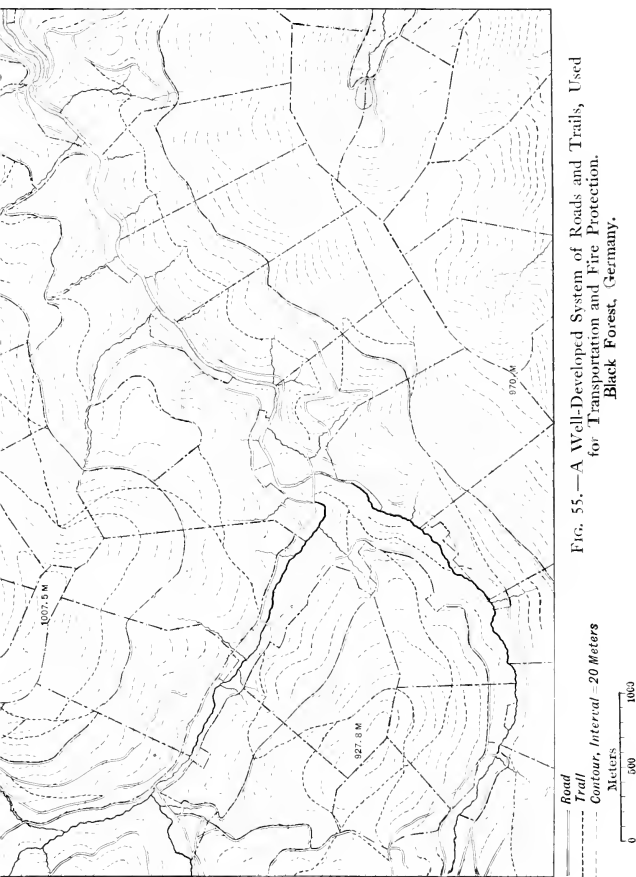 1007.5 M
927.8 M
970. M
Road
Trail
Contour, Interval = 20 Meters
Meters
0 500 1000
FIG. 55.—A Well-Developed System of Roads and Trails, Used
for Transportation and Fire Protection.
Black Forest, Germany.